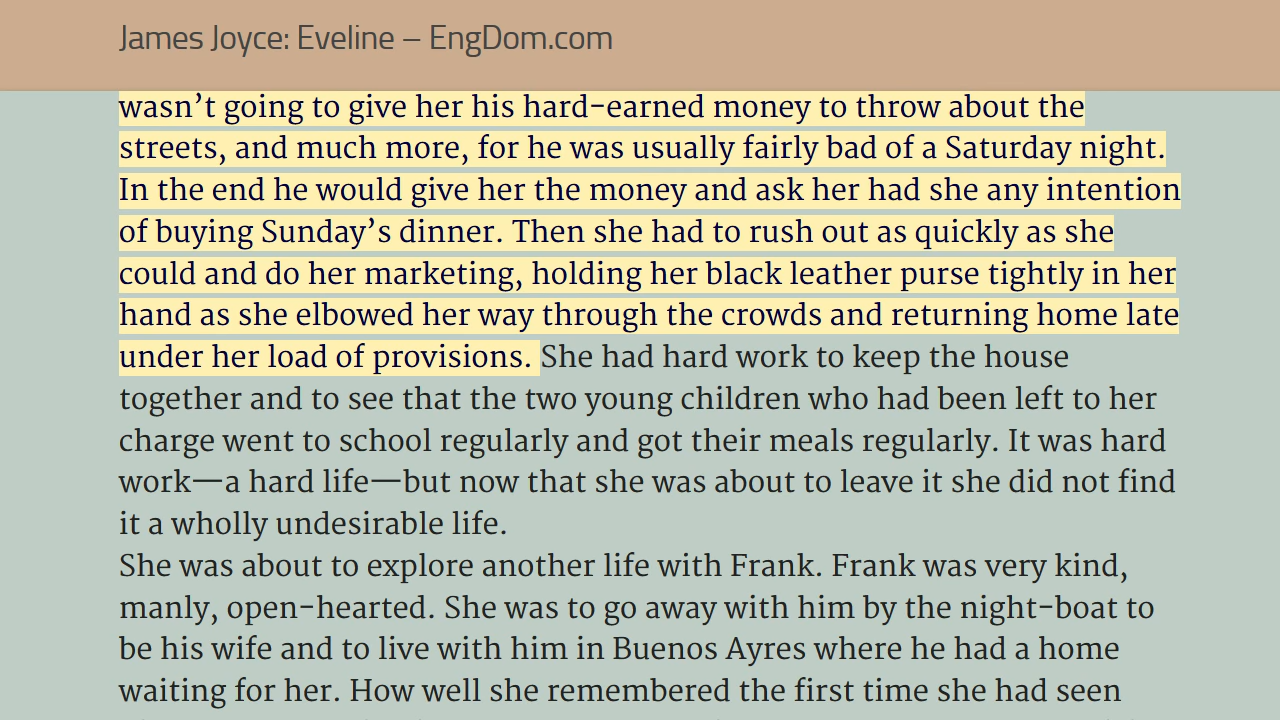 James Joyce: Eveline – EngDom.com
wasn’t going to give her his hard-earned money to throw about the
streets, and much more, for he was usually fairly bad of a Saturday night.
In the end he would give her the money and ask her had she any intention
of buying Sunday’s dinner. Then she had to rush out as quickly as she
could and do her marketing, holding her black leather purse tightly in her
hand as she elbowed her way through the crowds and returning home late
under her load of provisions. She had hard work to keep the house
together and to see that the two young children who had been left to her
charge went to school regularly and got their meals regularly. It was hard
work—a hard life—but now that she was about to leave it she did not find
it a wholly undesirable life.
She was about to explore another life with Frank. Frank was very kind,
manly, open-hearted. She was to go away with him by the night-boat to
be his wife and to live with him in Buenos Ayres where he had a home
waiting for her. How well she remembered the first time she had seen